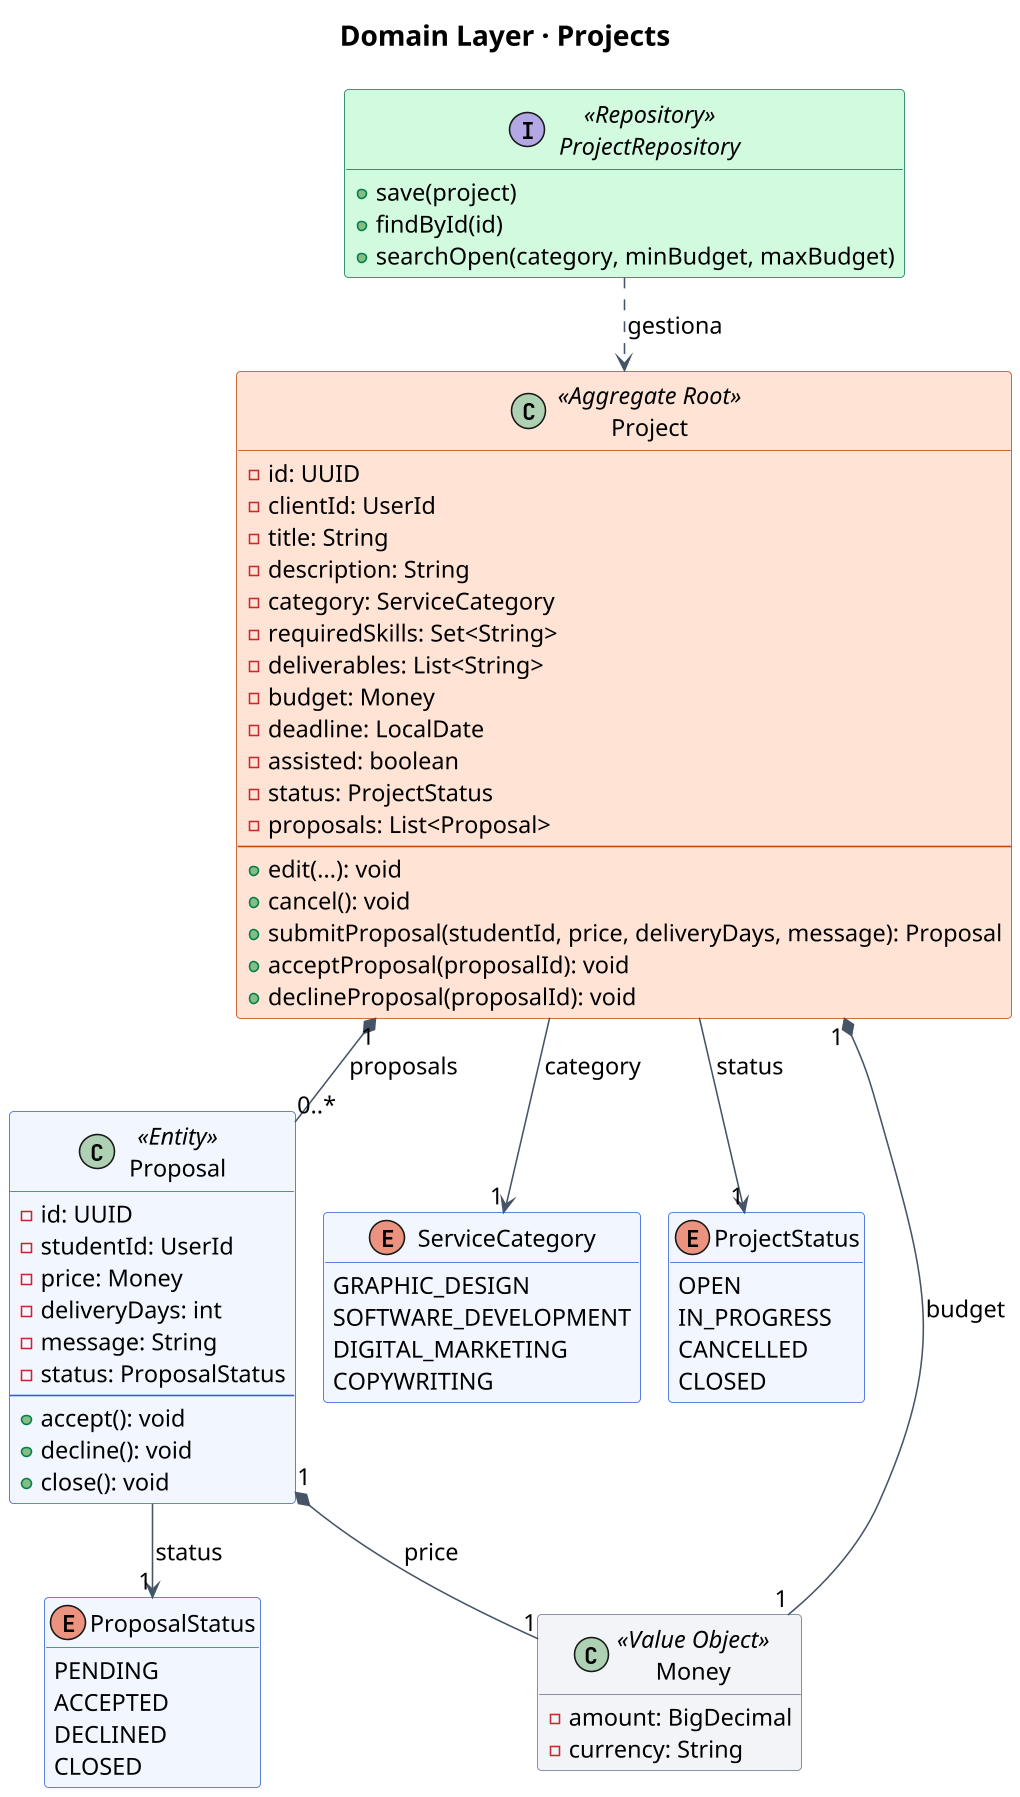 Domain Layer · Projects
I
«Repository»
ProjectRepository
save(project)
findById(id)
searchOpen(category, minBudget, maxBudget)
gestiona
C
«Aggregate Root»
Project
id: UUID
clientId: UserId
title: String
description: String
category: ServiceCategory
requiredSkills: Set<String>
deliverables: List<String>
budget: Money
deadline: LocalDate
assisted: boolean
status: ProjectStatus
proposals: List<Proposal>
edit(...): void
cancel(): void
submitProposal(studentId, price, deliveryDays, message): Proposal
acceptProposal(proposalId): void
declineProposal(proposalId): void
1
1
proposals
category
status
0..*
C
«Entity»
Proposal
id: UUID
studentId: UserId
price: Money
deliveryDays: int
message: String
status: ProposalStatus
accept(): void
decline(): void
close(): void
1
E
ServiceCategory
GRAPHIC_DESIGN
SOFTWARE_DEVELOPMENT
DIGITAL_MARKETING
COPYWRITING
1
E
ProjectStatus
OPEN
IN_PROGRESS
CANCELLED
CLOSED
budget
1
status
price
1
E
ProposalStatus
PENDING
ACCEPTED
DECLINED
CLOSED
1
1
C
«Value Object»
Money
amount: BigDecimal
currency: String